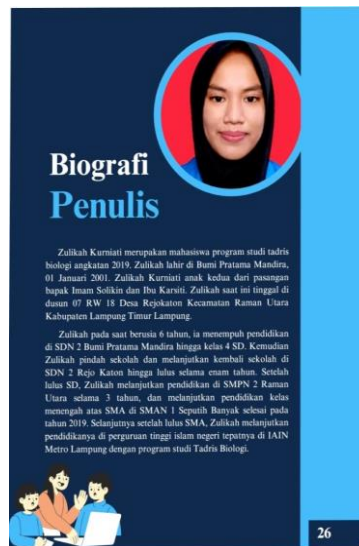 Biografi
Penulis
Zulikah Kurniati merupakan mahasiswa program studi tadris
biologi angkatan 2019. Zulikah lahir di Bumi Pratama Mandira,
01 Januari 2001. Zulikah Kurniati anak kedua dari pasangan
bapak Imam Solikin dan Ibu Karsiti. Zulikah saat ini tinggal di
dusun 07 RW 18 Desa Rejokaton Kecamatan Raman Utara
Kabupaten Lampung Timur Lampung.
Zulikah pada saat berusia 6 tahun, ia menempuh pendidikan
di SDN 2 Bumi Pratama Mandira hingga kelas 4 SD. Kemudian
Zulikah pindah sekolah dan melanjutkan kembali sekolah di
SDN 2 Rejo Katon hingga lulus selama enam tahun. Setelah
lulus SD, Zulikah melanjutkan pendidikan di SMPN 2 Raman
Utara selama 3 tahun, dan melanjutkan pendidikan kelas
menengah atas SMA di SMAN 1 Seputih Banyak selesai pada
tahun 2019. Selanjutnya setelah lulus SMA, Zulikah melanjutkan
pendidikanya di perguruan tinggi islam negeri tepatnya di IAIN
Metro Lampung dengan program studi Tadris Biologi.
26